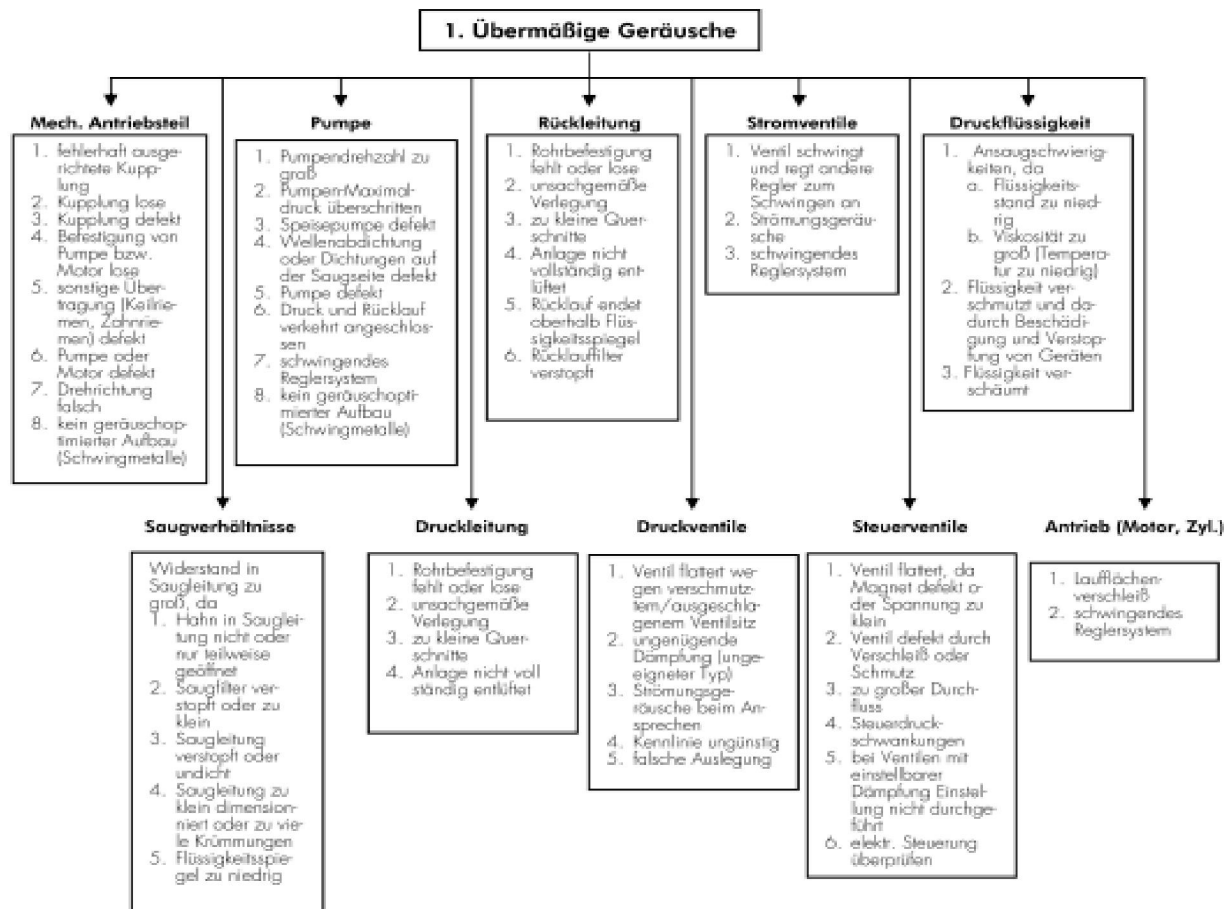 1. Übermäßige Geräusche
Mech. Antriebsteil
1. fehlerhaft ausge-
richtete Kupp-
lung
2. Kupplung lose
3. Kupplung defekt
4. Befestigung von
Pumpe bzw.
Motor lose
5. sonstige Über-
tragung (Keilrie-
men, Zahnrie-
men) defekt
6. Pumpe oder
Motor defekt
7. Drehrichtung
falsch
8. kein geräuschop-
timierter Aufbau
(Schwingmetalle)
Pumpe
1. Pumpendrehzahl zu
groß
2. Pumpen-Maximal-
druck überschritten
3. Speisepumpe defekt
4. Wellenabdichtung
oder Dichtungen auf
der Saugseite defekt
5. Pumpe defekt
6. Druck und Rücklauf
verkehrt angeschlos-
sen
7. schwingendes
Reglersystem
8. kein geräuschopti-
mierter Aufbau
(Schwingmetalle)
Rückleitung
1. Rohrbefestigung
fehlt oder lose
2. unsachgemäße
Verlegung
3. zu kleine Quer-
schnitte
4. Anlage nicht
vollständig ent-
lüftet
5. Rücklauf endet
oberhalb Flüs-
sigkeitsspiegel
6. Rücklauffilter
verstopft
Stromventile
1. Ventil schwingt
und regt andere
Regler zum
Schwingen an
2. Strömungsgeräu-
sche
3. schwingendes
Reglersystem
Druckflüssigkeit
1. Ansaugschwierig-
keiten, da
a. Flüssigkeits-
stand zu nied-
rig
b. Viskosität zu
groß (Tempera-
tur zu niedrig)
2. Flüssigkeit ver-
schmutzt und da-
durch Beschädi-
gung und Verstop-
fung von Geräten
3. Flüssigkeit ver-
schäumt
Saugverhältnisse
Widerstand in
Saugleitung zu
groß, da
1. Hahn in Sauglei-
tung nicht oder
nur teilweise
geöffnet
2. Saugfilter ver-
stopft oder zu
klein
3. Saugleitung
verstopft oder
undicht
4. Saugleitung zu
klein dimension-
niert oder zu vie-
le Krümmungen
5. Flüssigkeitsspie-
gel zu niedrig
Druckleitung
1. Rohrbefestigung
fehlt oder lose
2. unsachgemäße
Verlegung
3. zu kleine Quer-
schnitte
4. Anlage nicht voll
ständig entlüftet
Druckventile
1. Ventil flattert we-
gen verschmutz-
tem/ausgeschla-
genem Ventilsitz
2. ungenügende
Dämpfung (unge-
eigneter Typ)
3. Strömungsge-
räusche beim An-
sprechen
4. Kennlinie ungünstig
5. falsche Auslegung
Steuerventile
1. Ventil flattert, da
Magnet defekt o-
der Spannung zu
klein
2. Ventil defekt durch
Verschleiß oder
Schmutz
3. zu großer Durch-
fluss
4. Steuerdruck-
schwankungen
5. bei Ventilen mit
einstellbarer
Dämpfung Einstel-
lung nicht durchge-
führt
6. elektr. Steuerung
überprüfen
Antrieb (Motor, Zyl.)
1. Laufflächen-
verschleiß
2. schwingendes
Reglersystem